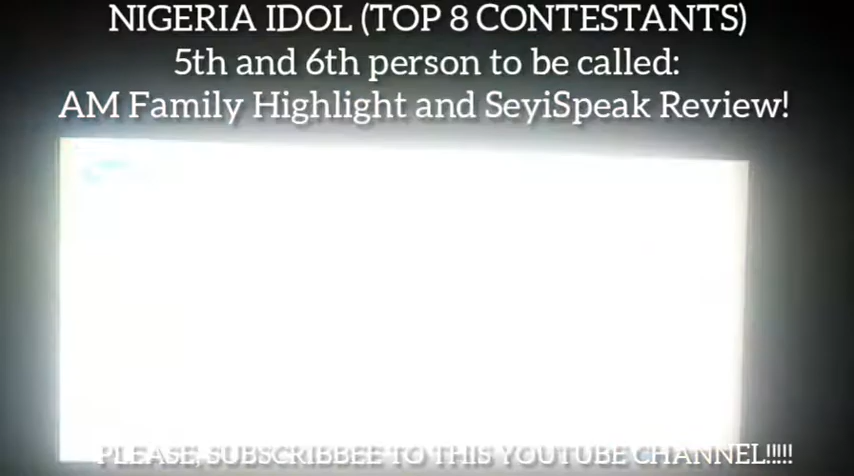 NIGERIA IDOL (TOP 8 CONTESTANTS)
5th and 6th person to be called:
AM Family Highlight and SeyiSpeak Review!
PLEASE, SUBSCRIBBEE TO THIS YOUTUBE CHANNEL!!!!!